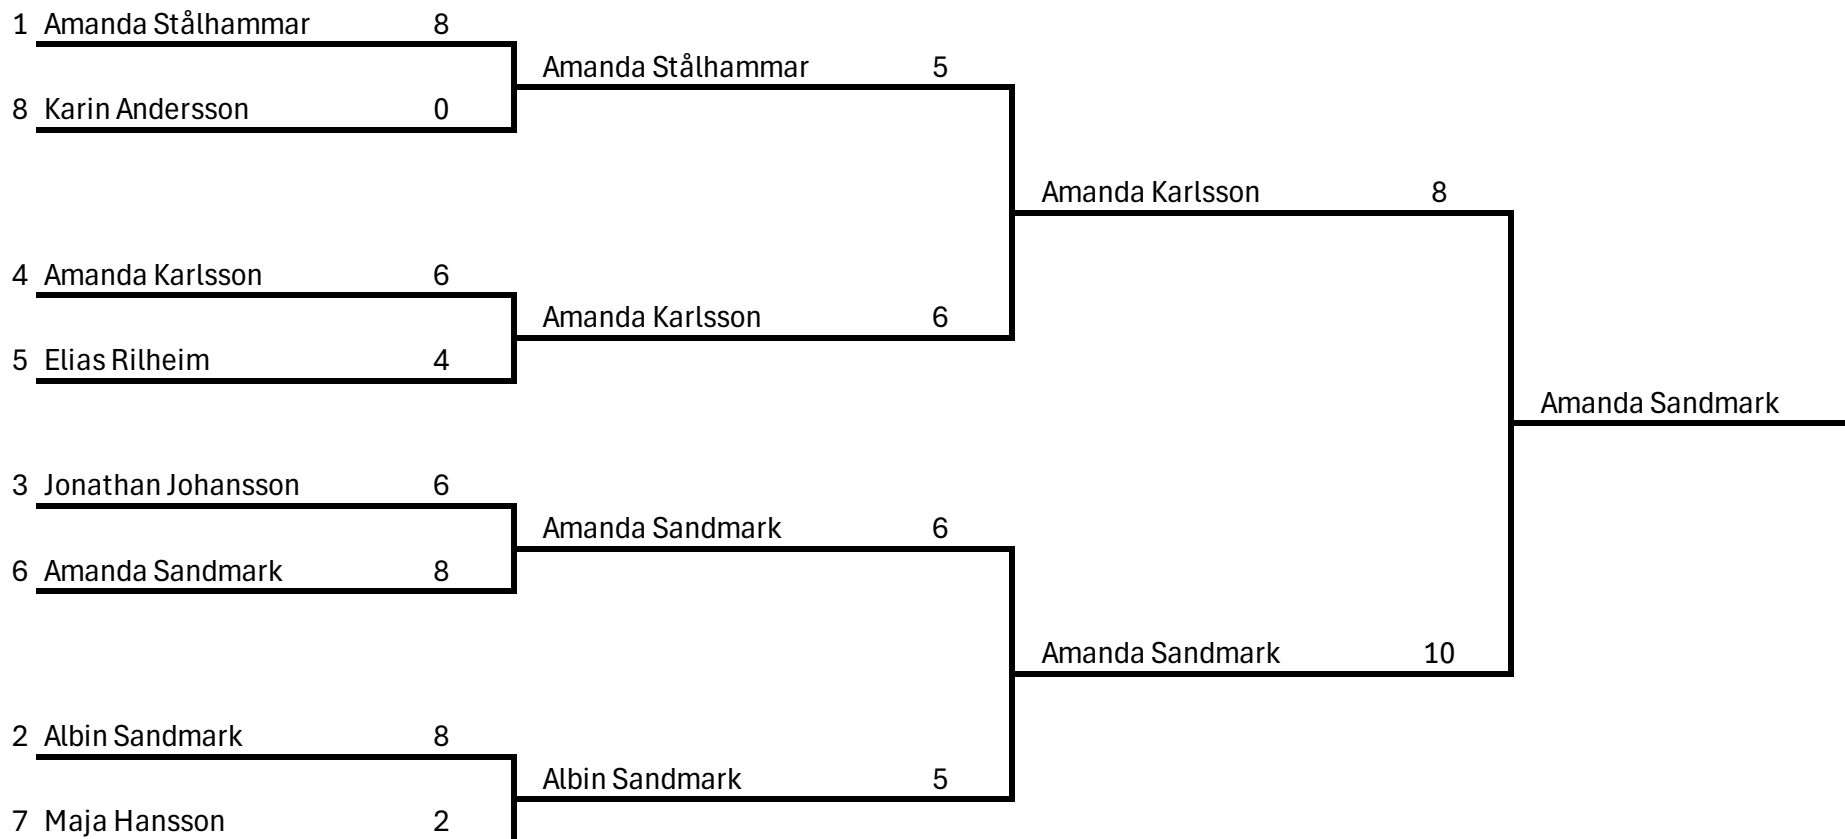 1 Amanda Stålhammar 8
Amanda Stålhammar 5
8 Karin Andersson 0
Amanda Karlsson 8
4 Amanda Karlsson 6
Amanda Karlsson 6
5 Elias Rilheim 4
Amanda Sandmark
3 Jonathan Johansson 6
Amanda Sandmark 6
6 Amanda Sandmark 8
Amanda Sandmark 10
2 Albin Sandmark 8
Albin Sandmark 5
7 Maja Hansson 2